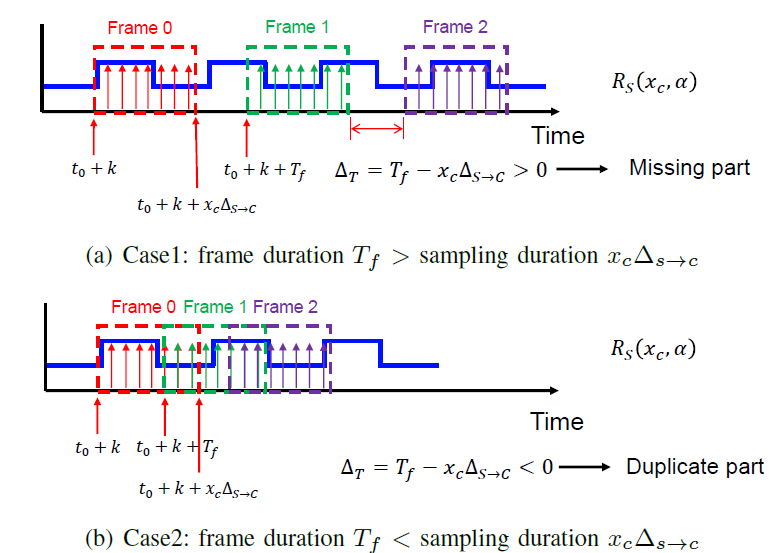 Frame 0 Frame 1 Frame 2
R_S(x_c, α)
Time
t_0 + k t_0 + k + T_f Δ_T = T_f − x_cΔ_{S→C} > 0 Missing part
t_0 + k + x_cΔ_{S→C}
(a) Case1: frame duration T_f > sampling duration x_cΔ_{s→c}
Frame 0 Frame 1 Frame 2
R_S(x_c, α)
Time
t_0 + k t_0 + k + T_f
Δ_T = T_f − x_cΔ_{S→C} < 0 Duplicate part
t_0 + k + x_cΔ_{S→C}
(b) Case2: frame duration T_f < sampling duration x_cΔ_{s→c}